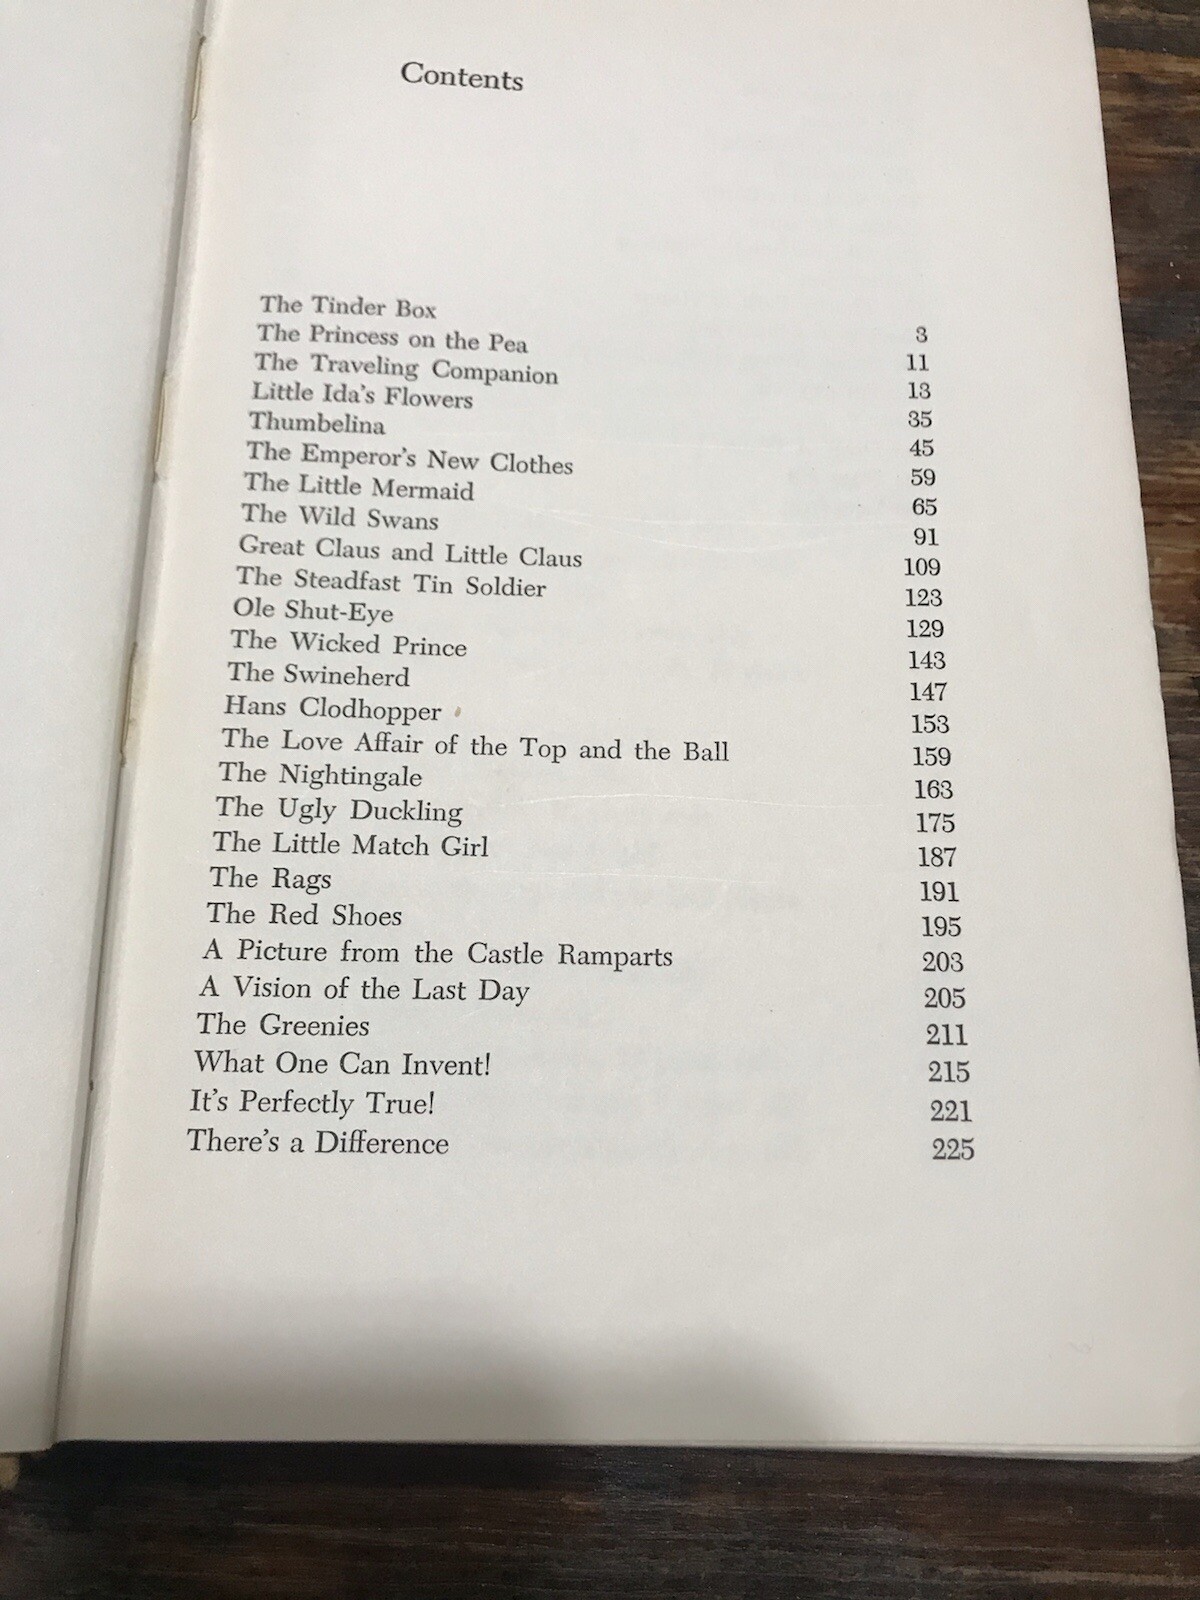 Contents
The Tinder Box 3
The Princess on the Pea 11
The Traveling Companion 13
Little Ida's Flowers 35
Thumbelina 45
The Emperor's New Clothes 59
The Little Mermaid 65
The Wild Swans 91
Great Claus and Little Claus 109
The Steadfast Tin Soldier 123
Ole Shut-Eye 129
The Wicked Prince 143
The Swineherd 147
Hans Clodhopper 153
The Love Affair of the Top and the Ball 159
The Nightingale 163
The Ugly Duckling 175
The Little Match Girl 187
The Rags 191
The Red Shoes 195
A Picture from the Castle Ramparts 203
A Vision of the Last Day 205
The Greenies 211
What One Can Invent! 215
It's Perfectly True! 221
There's a Difference 225